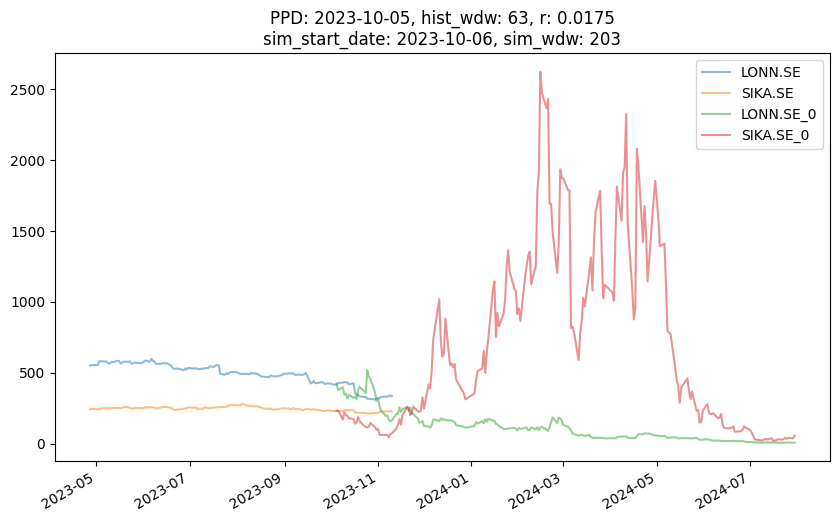 PPD: 2023-10-05, hist_wdw: 63, r: 0.0175
sim_start_date: 2023-10-06, sim_wdw: 203
LONN.SE
SIKA.SE
LONN.SE_0
SIKA.SE_0
2500
2000
1500
1000
500
0
2023-05
2023-07
2023-09
2023-11
2024-01
2024-03
2024-05
2024-07